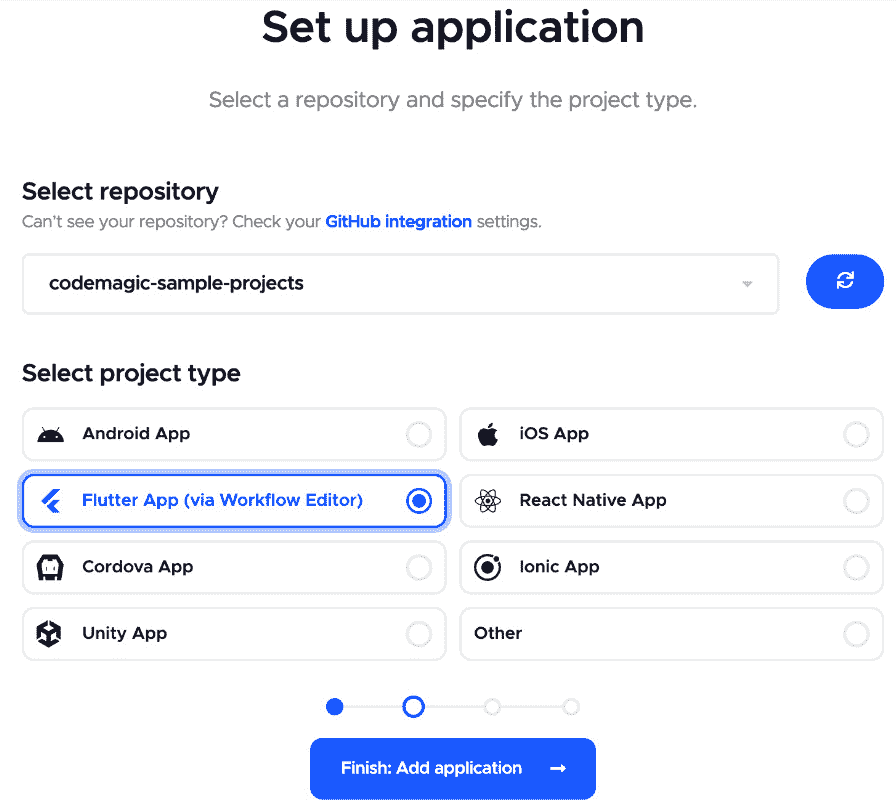 Set up application
Select a repository and specify the project type.
Select repository
Can't see your repository? Check your GitHub integration settings.
codemagic-sample-projects
Select project type
Android App
iOS App
Flutter App (via Workflow Editor)
React Native App
Cordova App
Ionic App
Unity App
Other
Finish: Add application →